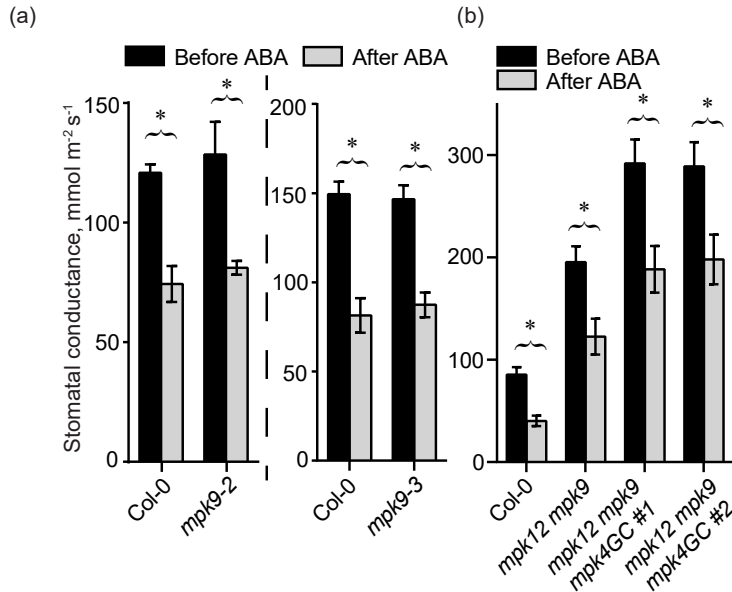 (a)
(b)
Before ABA
After ABA
Before ABA
After ABA
Stomatal conductance, mmol m⁻² s⁻¹
150
100
50
0
* *
Col-0
mpk9-2
200
150
100
50
0
* *
Col-0
mpk9-3
300
200
100
0
* * * *
Col-0
mpk12 mpk9
mpk12 mpk9
mpk4GC #1
mpk12 mpk9
mpk4GC #2